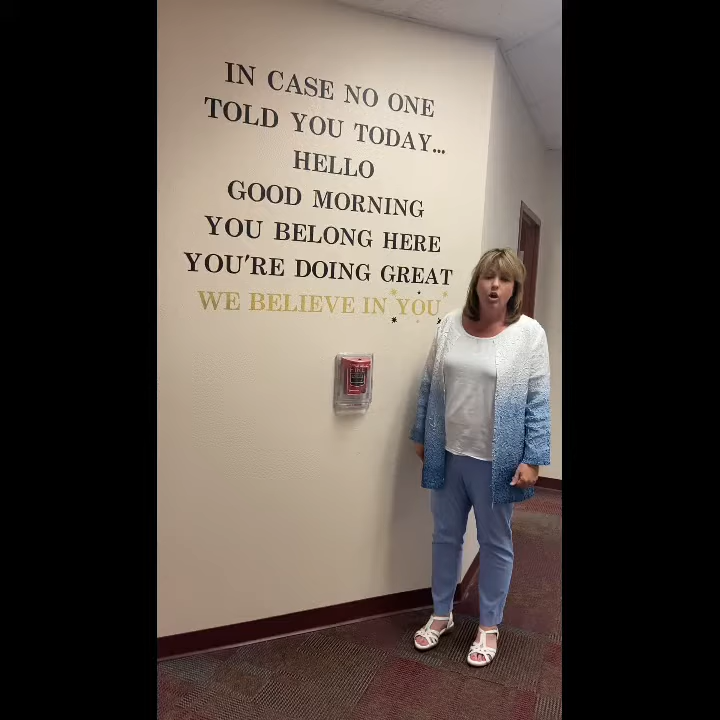 IN CASE NO ONE
TOLD YOU TODAY...
HELLO
GOOD MORNING
YOU BELONG HERE
YOU'RE DOING GREAT
WE BELIEVE IN YOU
FIRE